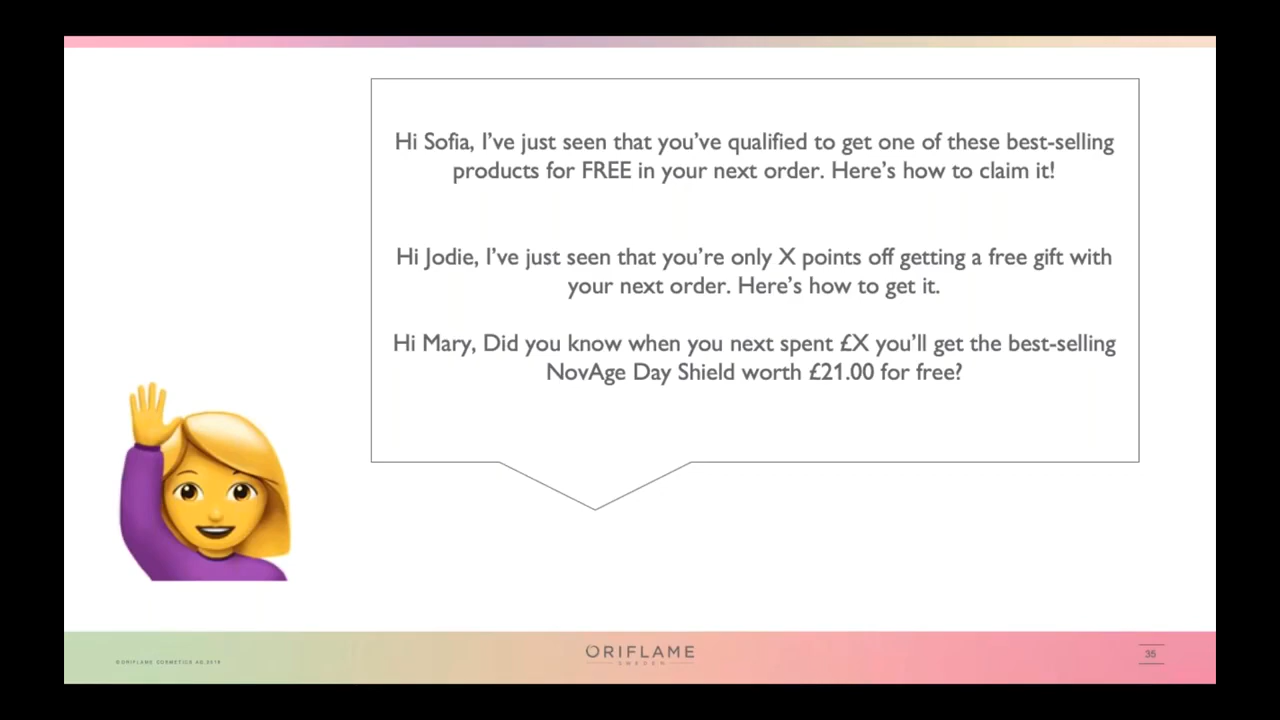 Hi Sofia, I’ve just seen that you’ve qualified to get one of these best-selling
products for FREE in your next order. Here’s how to claim it!
Hi Jodie, I’ve just seen that you’re only X points off getting a free gift with
your next order. Here’s how to get it.
Hi Mary, Did you know when you next spent £X you’ll get the best-selling
NovAge Day Shield worth £21.00 for free?
©ORIFLAME COSMETICS AG,2019
ORIFLAME
SWEDEN
35